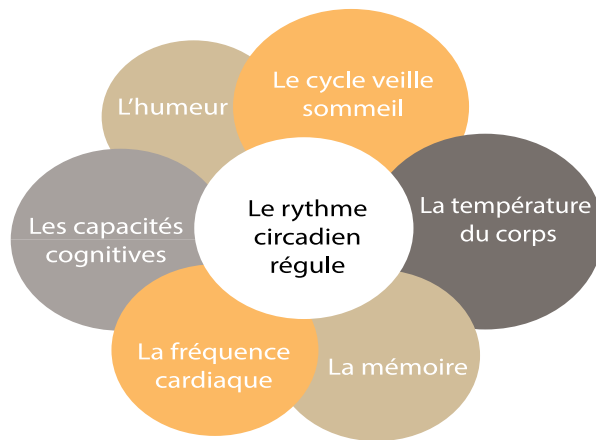 Le cycle veille
sommeil
L'humeur
La température
du corps
Le rythme
circadien
régule
Les capacités
cognitives
La fréquence
cardiaque
La mémoire